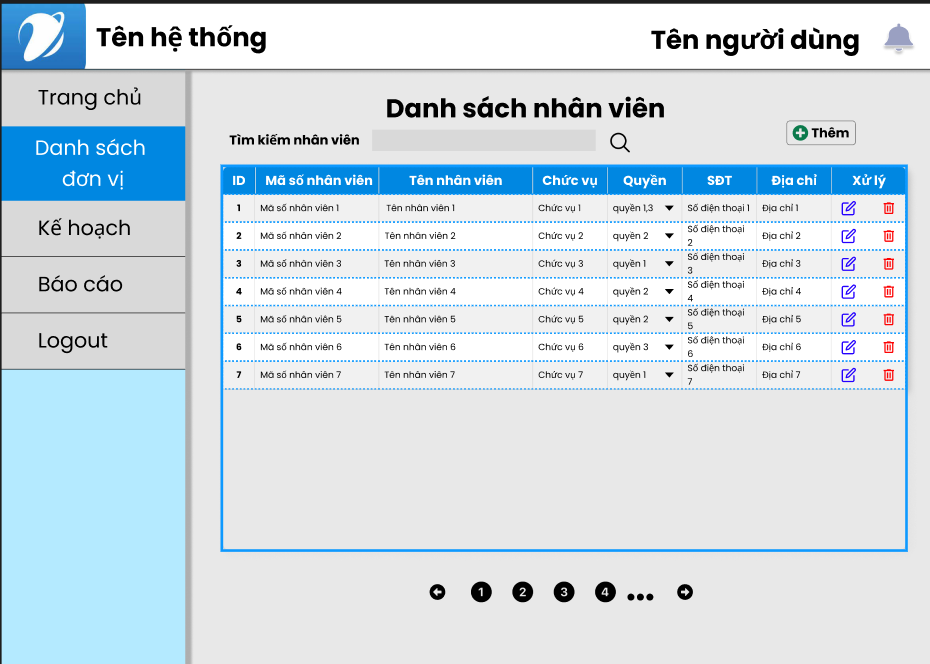 Tên hệ thống
Tên người dùng
Trang chủ
Danh sách
đơn vị
Kế hoạch
Báo cáo
Logout
Danh sách nhân viên
Tìm kiếm nhân viên
Thêm
ID Mã số nhân viên Tên nhân viên Chức vụ Quyền SĐT Địa chỉ Xử lý
1 Mã số nhân viên 1 Tên nhân viên 1 Chức vụ 1 quyền 1,3 Số điện thoại 1 Địa chỉ 1
2 Mã số nhân viên 2 Tên nhân viên 2 Chức vụ 2 quyền 2 Số điện thoại 2 Địa chỉ 2
3 Mã số nhân viên 3 Tên nhân viên 3 Chức vụ 3 quyền 1 Số điện thoại 3 Địa chỉ 3
4 Mã số nhân viên 4 Tên nhân viên 4 Chức vụ 4 quyền 2 Số điện thoại 4 Địa chỉ 4
5 Mã số nhân viên 5 Tên nhân viên 5 Chức vụ 5 quyền 2 Số điện thoại 5 Địa chỉ 5
6 Mã số nhân viên 6 Tên nhân viên 6 Chức vụ 6 quyền 3 Số điện thoại 6 Địa chỉ 6
7 Mã số nhân viên 7 Tên nhân viên 7 Chức vụ 7 quyền 1 Số điện thoại 7 Địa chỉ 7
1 2 3 4 ...